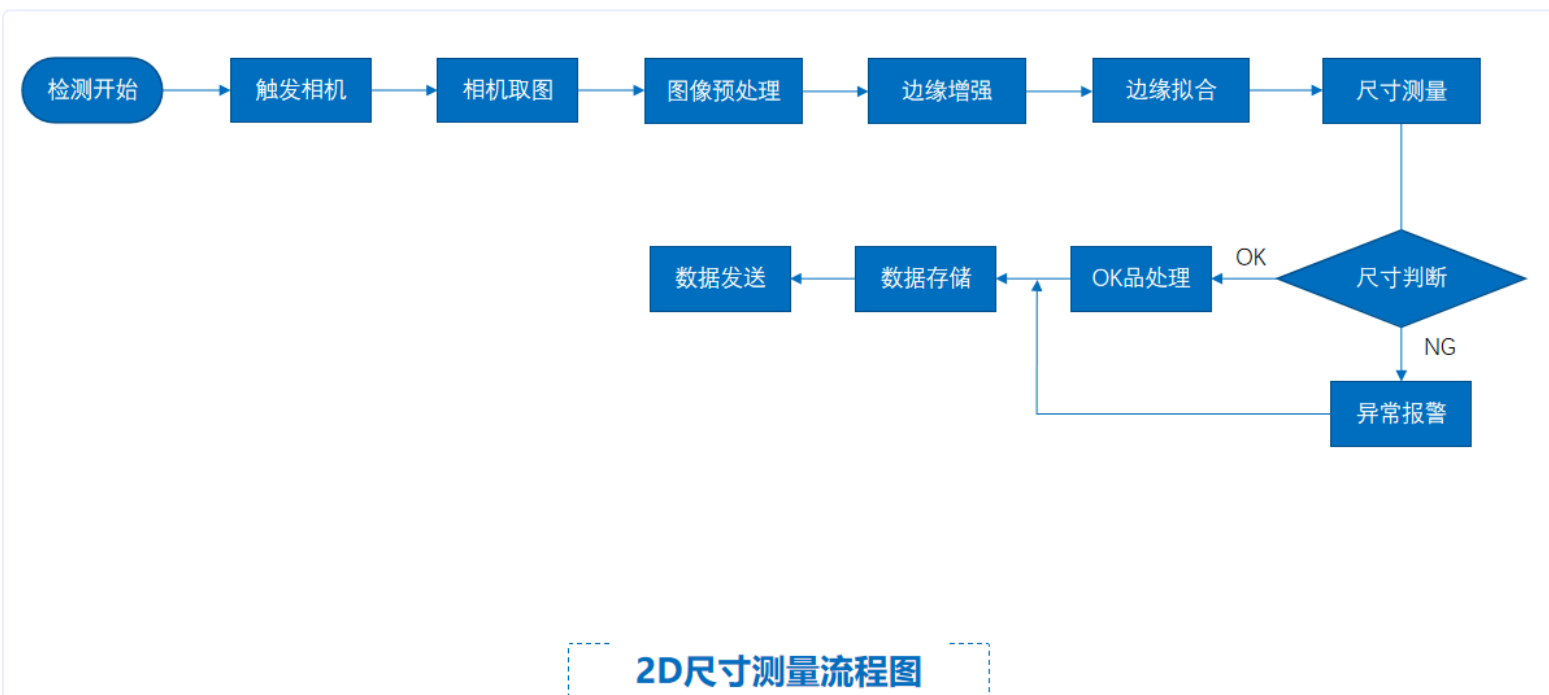 检测开始
触发相机
相机取图
图像预处理
边缘增强
边缘拟合
尺寸测量
数据发送
数据存储
OK品处理
OK
尺寸判断
NG
异常报警
2D尺寸测量流程图